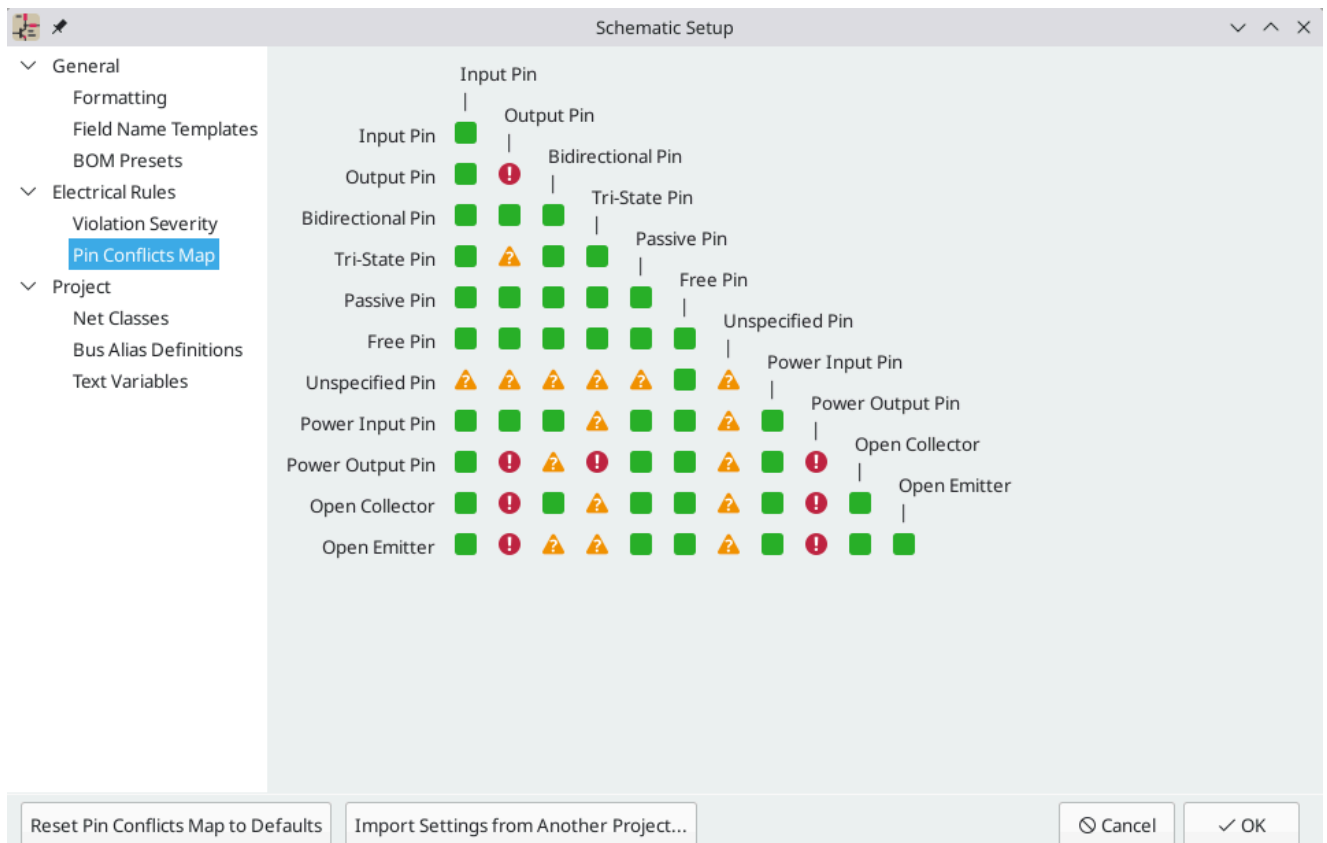 Schematic Setup
General
Formatting
Field Name Templates
BOM Presets
Electrical Rules
Violation Severity
Pin Conflicts Map
Project
Net Classes
Bus Alias Definitions
Text Variables
Input Pin
Output Pin
Input Pin
Bidirectional Pin
Output Pin
Tri-State Pin
Bidirectional Pin
Passive Pin
Tri-State Pin
Free Pin
Passive Pin
Unspecified Pin
Free Pin
Power Input Pin
Unspecified Pin
Power Output Pin
Power Input Pin
Open Collector
Power Output Pin
Open Emitter
Open Collector
Open Emitter
Reset Pin Conflicts Map to Defaults
Import Settings from Another Project...
Cancel
OK